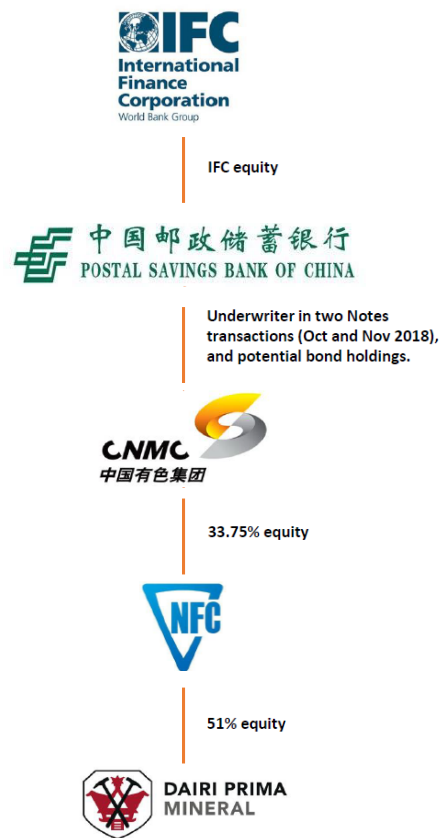 IFC
International
Finance
Corporation
World Bank Group
IFC equity
中国邮政储蓄银行
POSTAL SAVINGS BANK OF CHINA
Underwriter in two Notes
transactions (Oct and Nov 2018),
and potential bond holdings.
CNMC
中国有色集团
33.75% equity
NFC
51% equity
DAIRI PRIMA
MINERAL